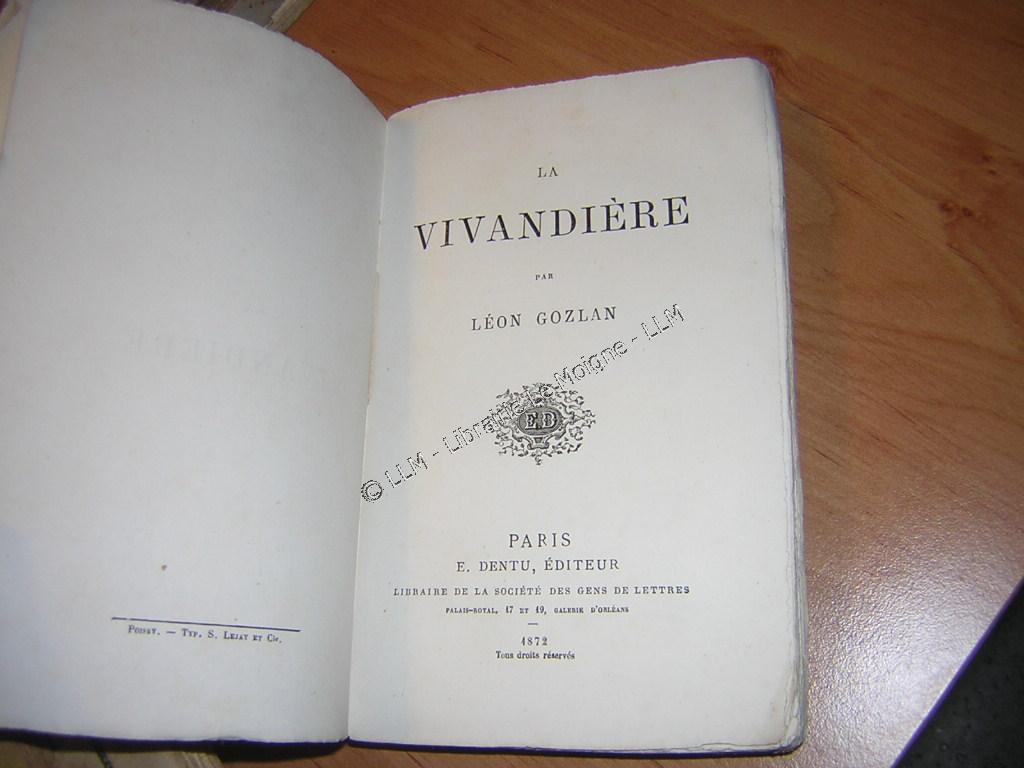 POISSY. — TYP. S. LEJAY ET Cie.
LA
VIVANDIÈRE
PAR
LÉON GOZLAN
E.D
© LLM - Librairie Le Moigne - LLM
PARIS
E. DENTU, ÉDITEUR
LIBRAIRE DE LA SOCIÉTÉ DES GENS DE LETTRES
PALAIS-ROYAL, 17 ET 19, GALERIE D'ORLÉANS
1872
Tous droits réservés